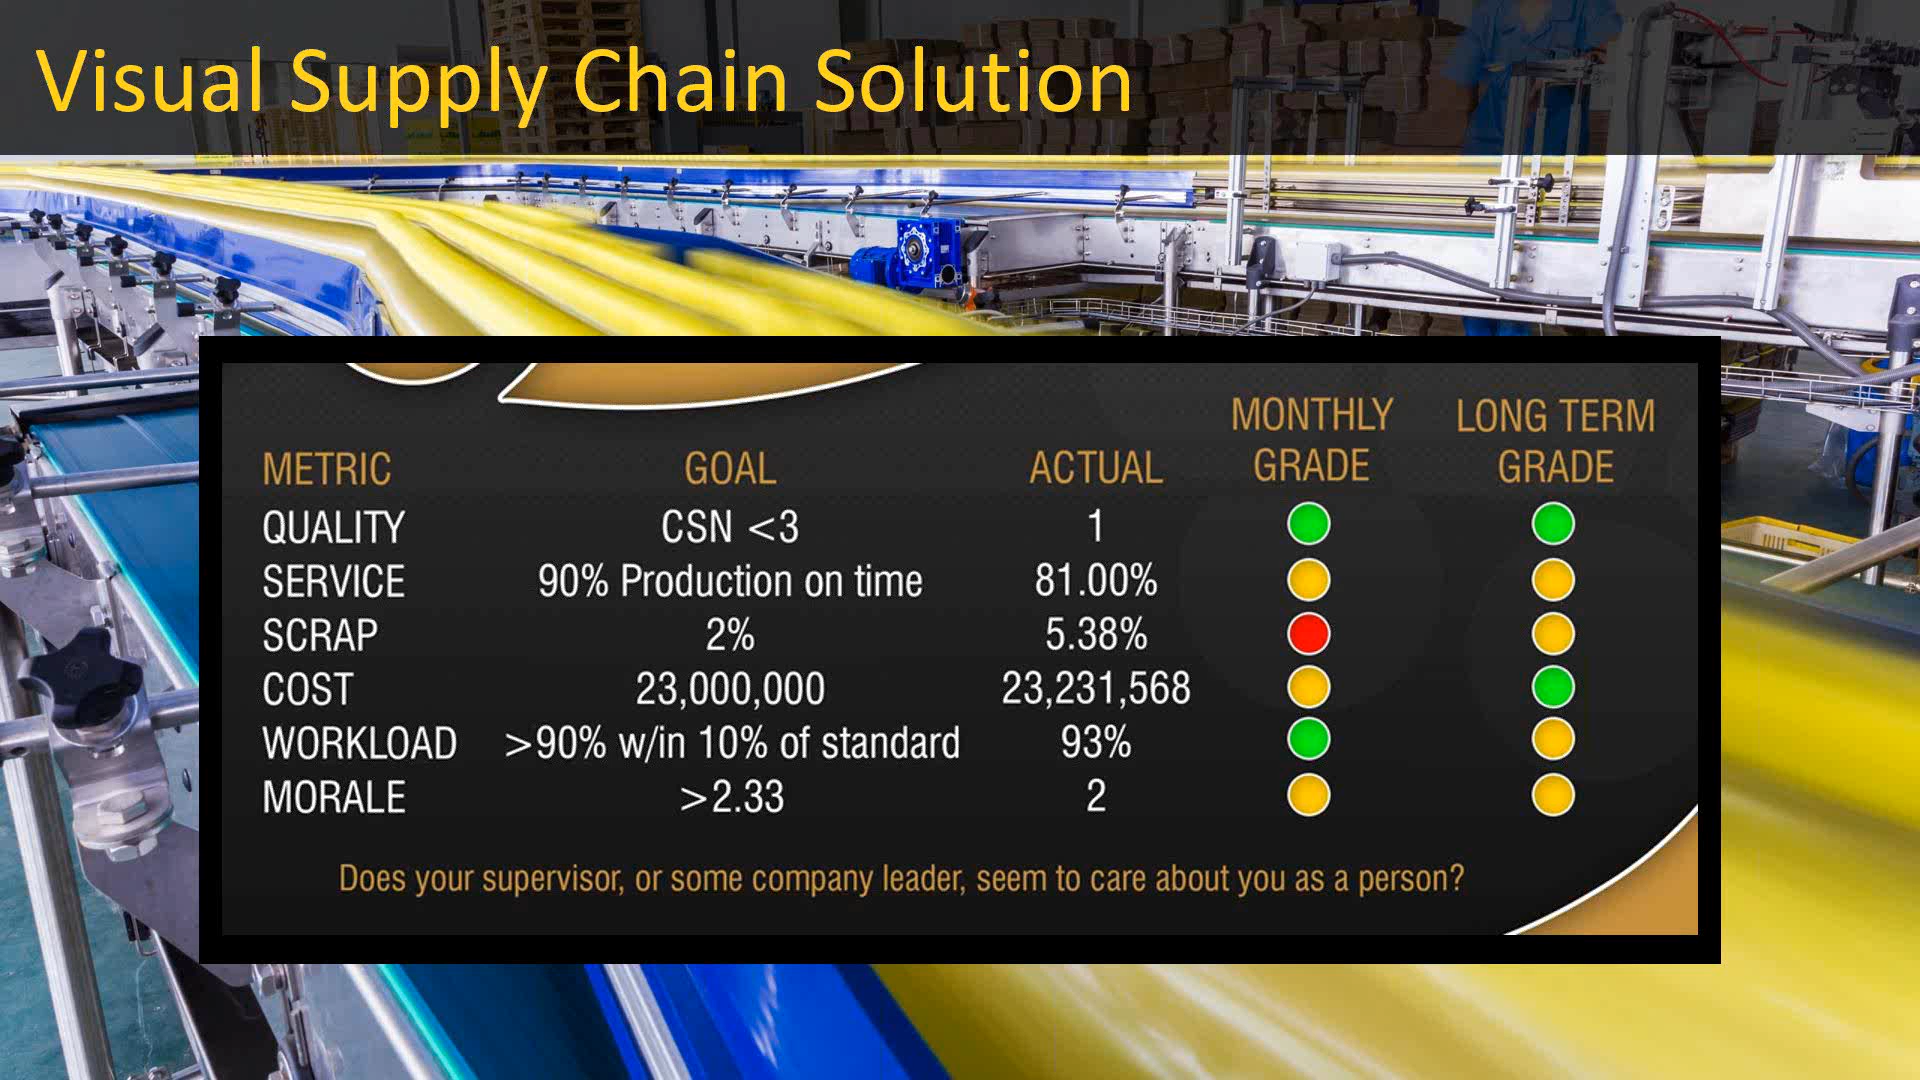 Visual Supply Chain Solution
MONTHLY LONG TERM
METRIC GOAL ACTUAL GRADE GRADE
QUALITY CSN <3 1
SERVICE 90% Production on time 81.00%
SCRAP 2% 5.38%
COST 23,000,000 23,231,568
WORKLOAD >90% w/in 10% of standard 93%
MORALE >2.33 2
Does your supervisor, or some company leader, seem to care about you as a person?